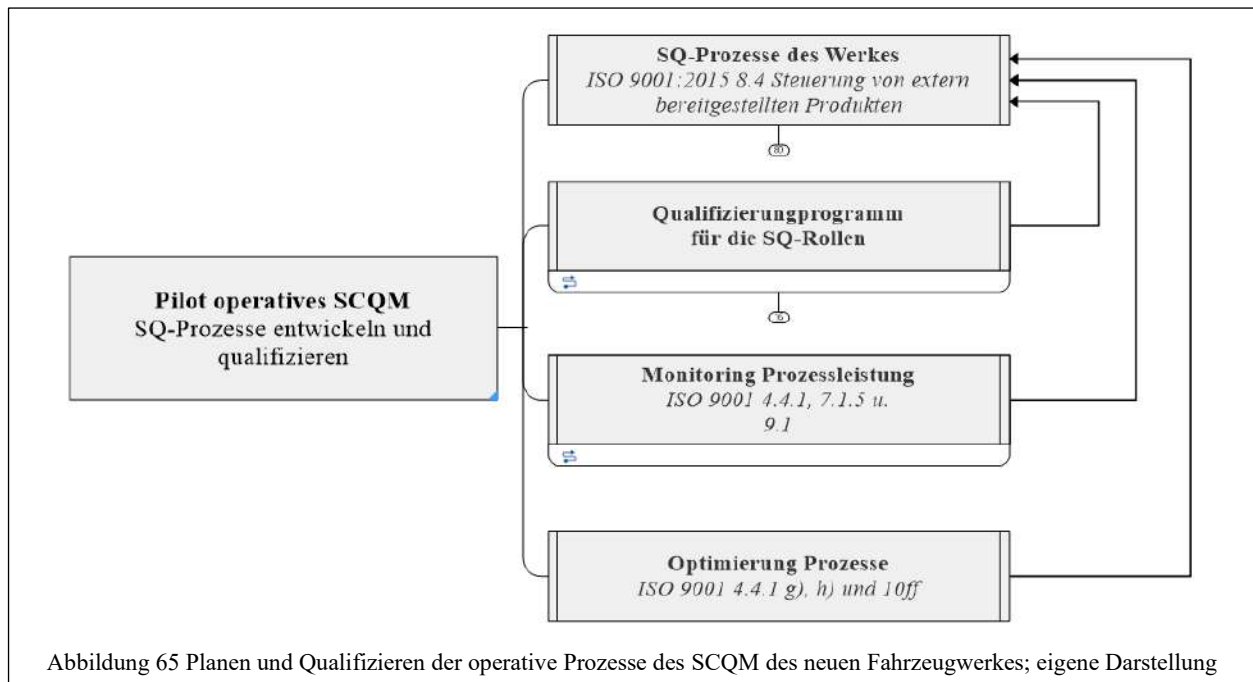 SQ-Prozesse des Werkes
ISO 9001:2015 8.4 Steuerung von extern
bereitgestellten Produkten
80
Qualifizierungprogramm
für die SQ-Rollen
Pilot operatives SCQM
SQ-Prozesse entwickeln und
qualifizieren
Monitoring Prozessleistung
ISO 9001 4.4.1, 7.1.5 u.
9.1
Optimierung Prozesse
ISO 9001 4.4.1 g), h) und 10ff
Abbildung 65 Planen und Qualifizieren der operative Prozesse des SCQM des neuen Fahrzeugwerkes; eigene Darstellung